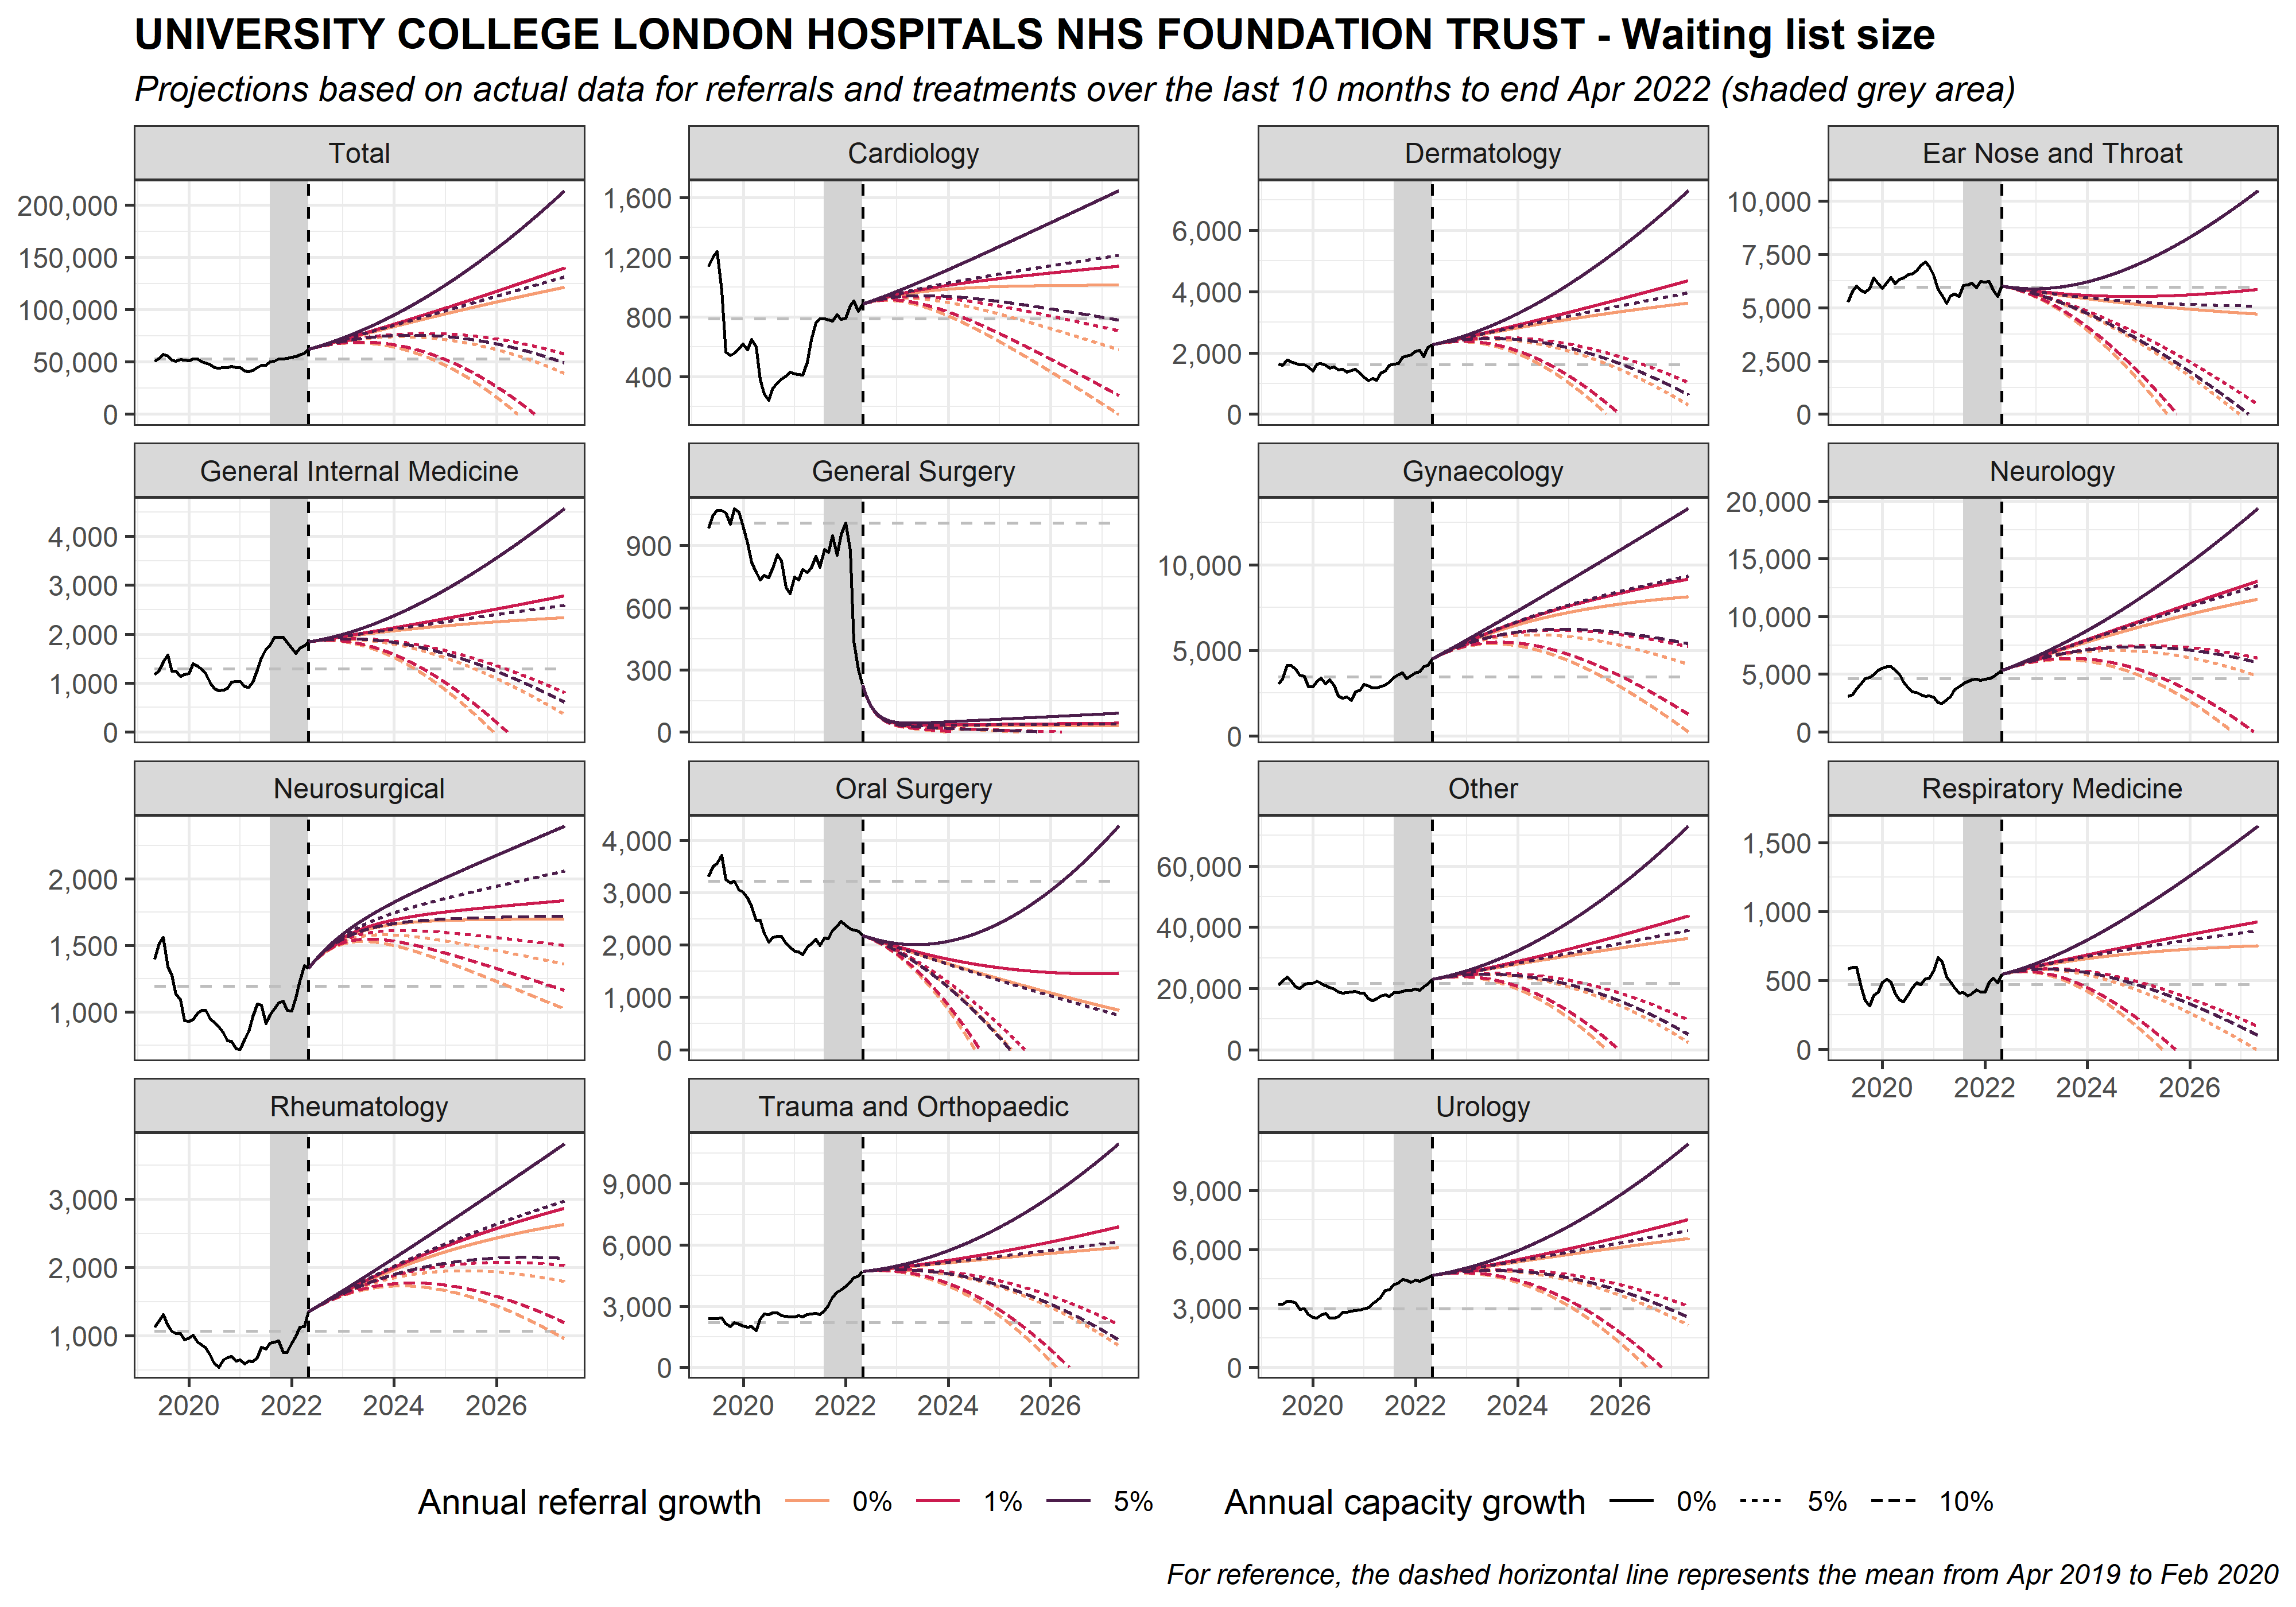 UNIVERSITY COLLEGE LONDON HOSPITALS NHS FOUNDATION TRUST - Waiting list size
Projections based on actual data for referrals and treatments over the last 10 months to end Apr 2022 (shaded grey area)
Total
200,000
150,000
100,000
50,000
0
Cardiology
1,600
1,200
800
400
Dermatology
6,000
4,000
2,000
0
Ear Nose and Throat
10,000
7,500
5,000
2,500
0
General Internal Medicine
4,000
3,000
2,000
1,000
0
General Surgery
900
600
300
0
Gynaecology
10,000
5,000
0
Neurology
20,000
15,000
10,000
5,000
0
Neurosurgical
2,000
1,500
1,000
Oral Surgery
4,000
3,000
2,000
1,000
0
Other
60,000
40,000
20,000
0
Respiratory Medicine
1,500
1,000
500
0
2020 2022 2024 2026
Rheumatology
3,000
2,000
1,000
2020 2022 2024 2026
Trauma and Orthopaedic
9,000
6,000
3,000
0
2020 2022 2024 2026
Urology
9,000
6,000
3,000
0
2020 2022 2024 2026
Annual referral growth 0% 1% 5% Annual capacity growth 0% 5% 10%
For reference, the dashed horizontal line represents the mean from Apr 2019 to Feb 2020